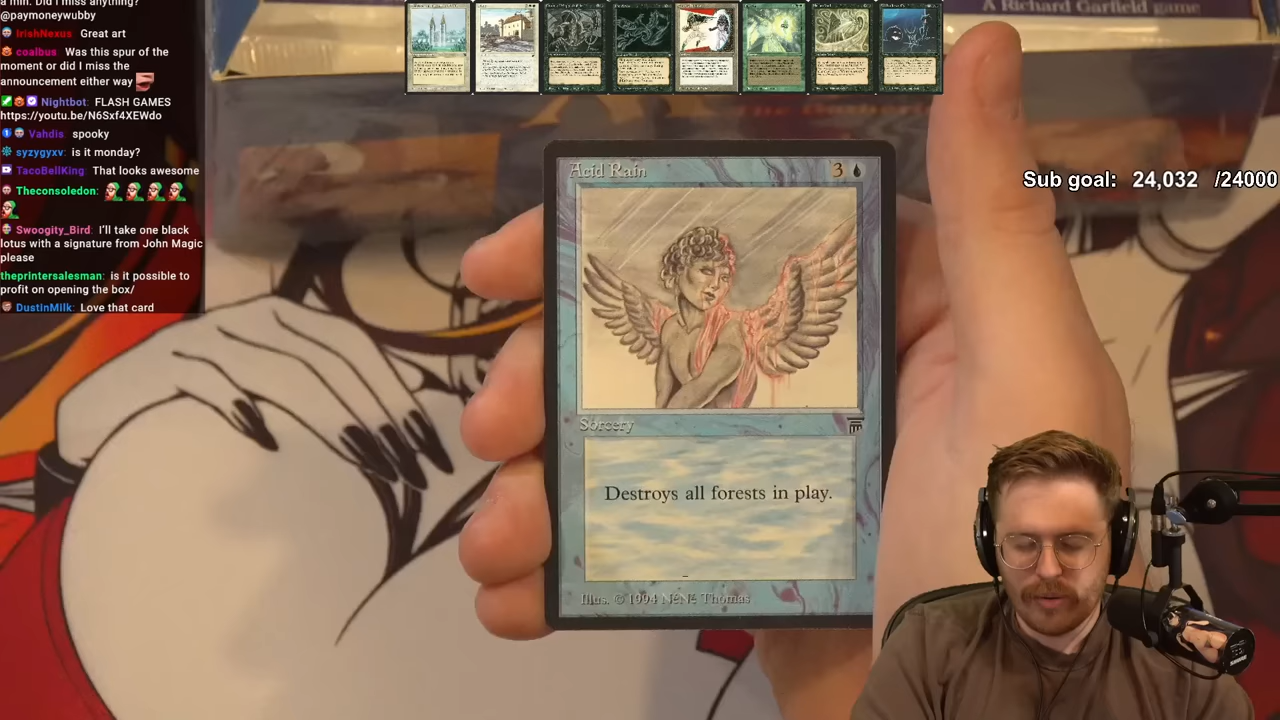 a min. Did I miss anything?
@paymoneywubby
IrishNexus Great art
coalbus Was this spur of the
moment or did I miss the
announcement either way
Nightbot: FLASH GAMES
https://youtu.be/N6Sxf4XEWdo
Vahdis: spooky
syzygyxv: is it monday?
TacoBellKing: That looks awesome
Theconsoledon:
Swoogity_Bird: I'll take one black
lotus with a signature from John Magic
please
theprintersalesman: is it possible to
profit on opening the box/
DustinMilk: Love that card
A Richard Garfield game
Sub goal: 24,032 /24000
Acid Rain 3
Sorcery
Destroys all forests in play.
Illus. © 1994 NéNé Thomas